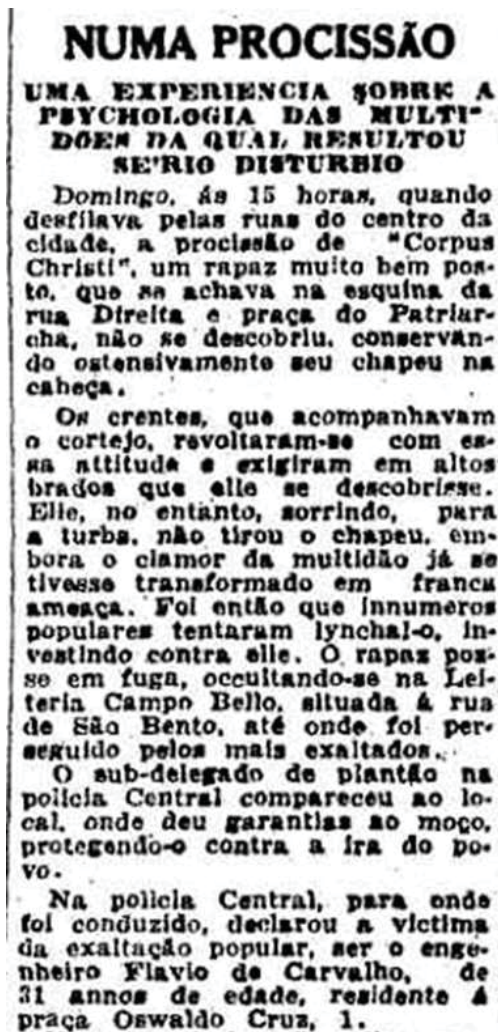 NUMA PROCISSÃO
UMA EXPERIENCIA SOBRE A
PSYCHOLOGIA DAS MULTI-
DÕES DA QUAL RESULTOU
SE'RIO DISTURBIO
Domingo, ás 15 horas, quando
desfilava pelas ruas do centro da
cidade, a procissão de "Corpus
Christi", um rapaz muito bem pos-
to, que se achava na esquina da
rua Direita e praça do Patriar-
cha, não se descobriu, conservan-
do ostensivamente seu chapeu na
cabeça.
Os crentes, que acompanhavam
o cortejo, revoltaram-se com es-
sa attitude e exigiram em altos
brados que elle se descobrisse.
Elle, no entanto, sorrindo, para
a turba, não tirou o chapeu, em-
bora o clamor da multidão já se
tivesse transformado em franca
ameaça. Foi então que innumeros
populares tentaram lynchal-o, in-
vestindo contra elle. O rapaz poz-
se em fuga, occultando-se na Lei-
teria Campo Bello, situada á rua
de São Bento, até onde foi per-
seguido pelos mais exaltados.
O sub-delegado de plantão na
policia Central compareceu ao lo-
cal, onde deu garantias ao moço,
protegendo-o contra a ira do po-
vo.
Na policia Central, para onde
foi conduzido, declarou a victima
da exaltação popular, ser o enge-
nheiro Flavio de Carvalho, de
31 annos de edade, residente á
praça Oswaldo Cruz, 1.